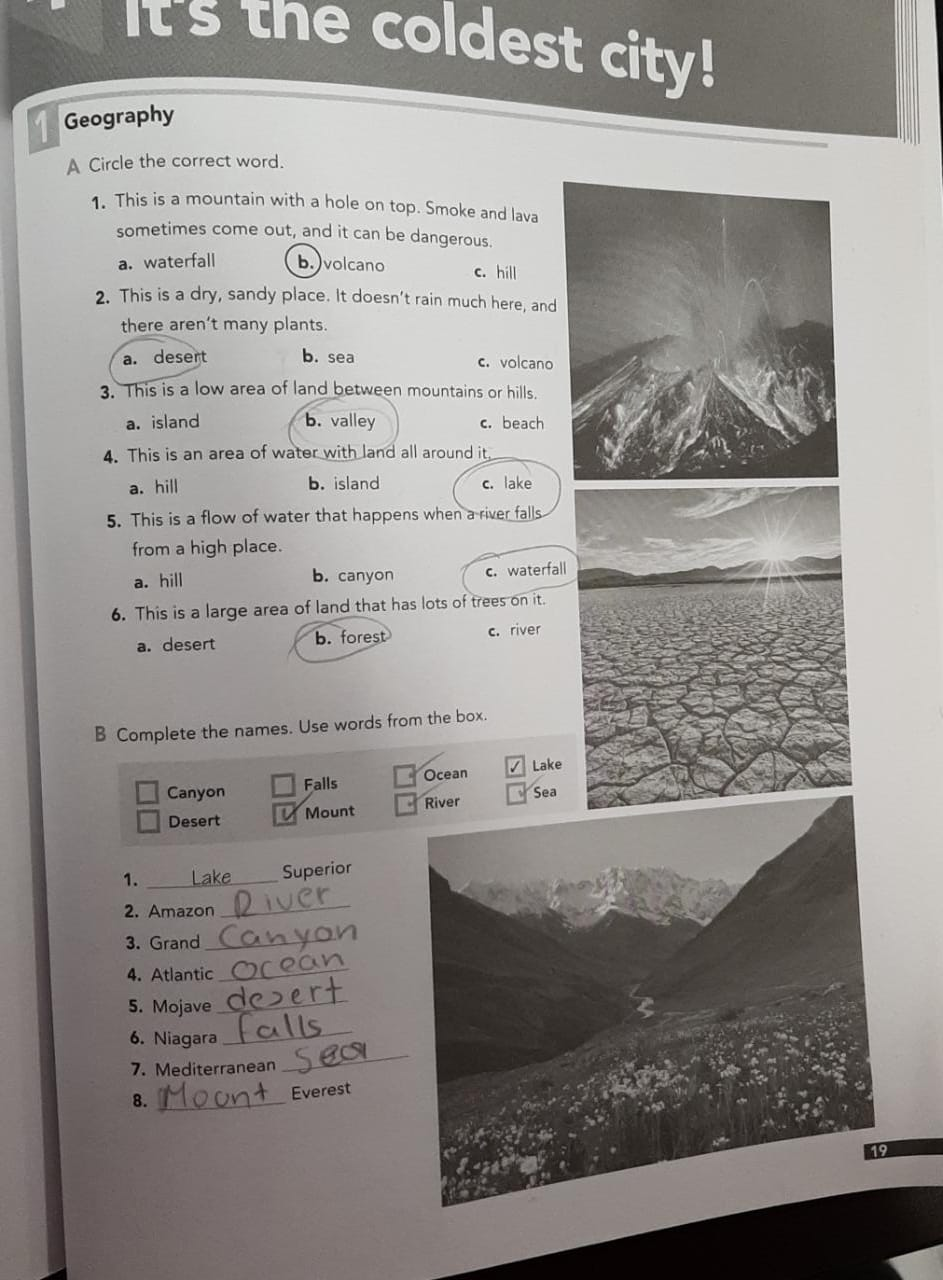 It's the coldest city!
1 Geography
A Circle the correct word.
1. This is a mountain with a hole on top. Smoke and lava
sometimes come out, and it can be dangerous.
a. waterfall b. volcano c. hill
2. This is a dry, sandy place. It doesn't rain much here, and
there aren't many plants.
a. desert b. sea c. volcano
3. This is a low area of land between mountains or hills.
a. island b. valley c. beach
4. This is an area of water with land all around it.
a. hill b. island c. lake
5. This is a flow of water that happens when a river falls
from a high place.
a. hill b. canyon c. waterfall
6. This is a large area of land that has lots of trees on it.
a. desert b. forest c. river
B Complete the names. Use words from the box.
Canyon Falls Ocean Lake
Desert Mount River Sea
1. Lake Superior
2. Amazon River
3. Grand Canyon
4. Atlantic ocean
5. Mojave desert
6. Niagara falls
7. Mediterranean Sea
8. Mount Everest
19